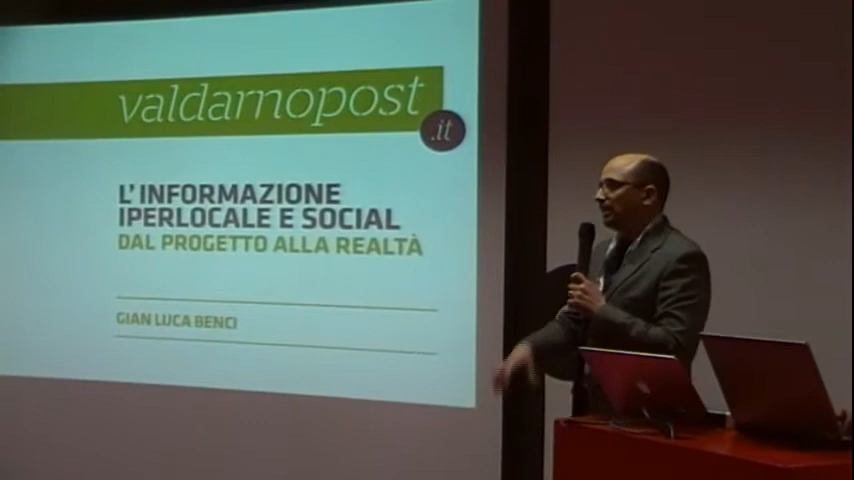 valdarnopost
.it
L'INFORMAZIONE
IPERLOCALE E SOCIAL
DAL PROGETTO ALLA REALTÀ
GIAN LUCA BENCI